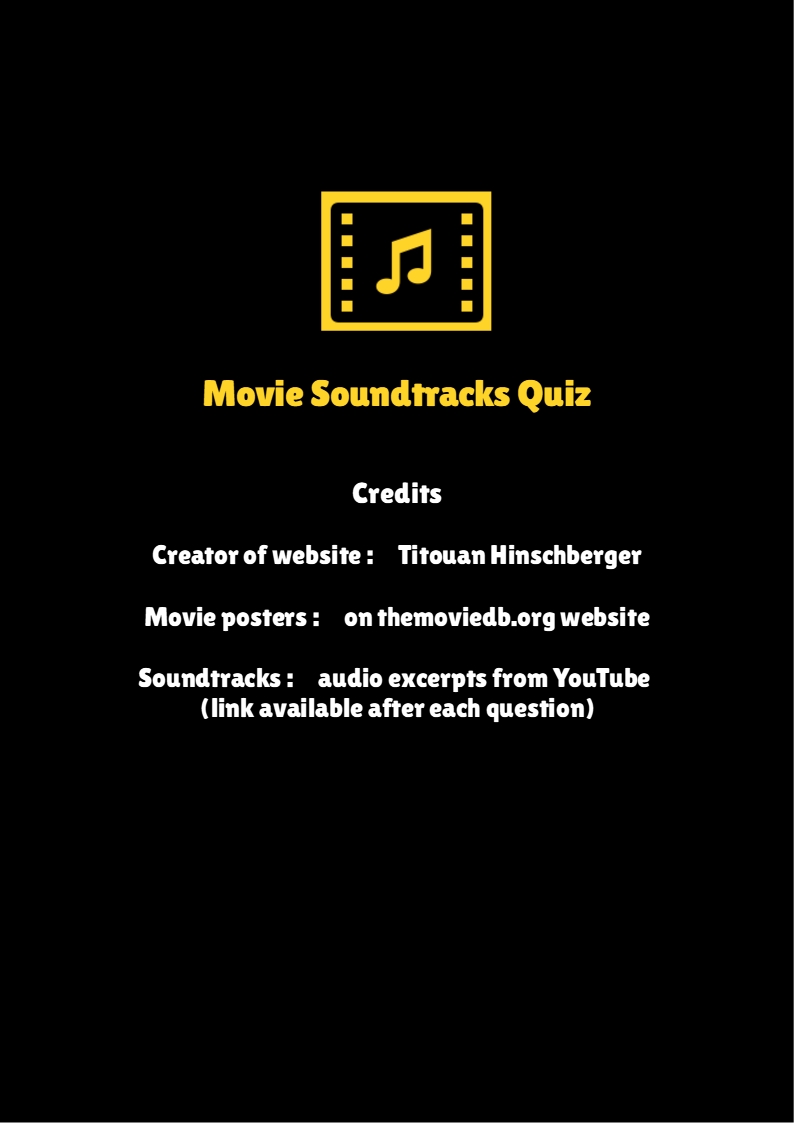 Movie Soundtracks Quiz
Credits
Creator of website : Titouan Hinschberger
Movie posters : on themoviedb.org website
Soundtracks : audio excerpts from YouTube
(link available after each question)